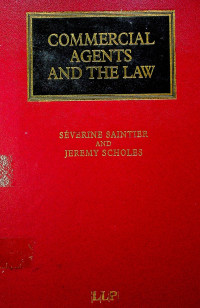 COMMERCIAL
AGENTS
AND THE LAW
SÉVERINE SAINTIER
AND
JEREMY SCHOLES
LLP